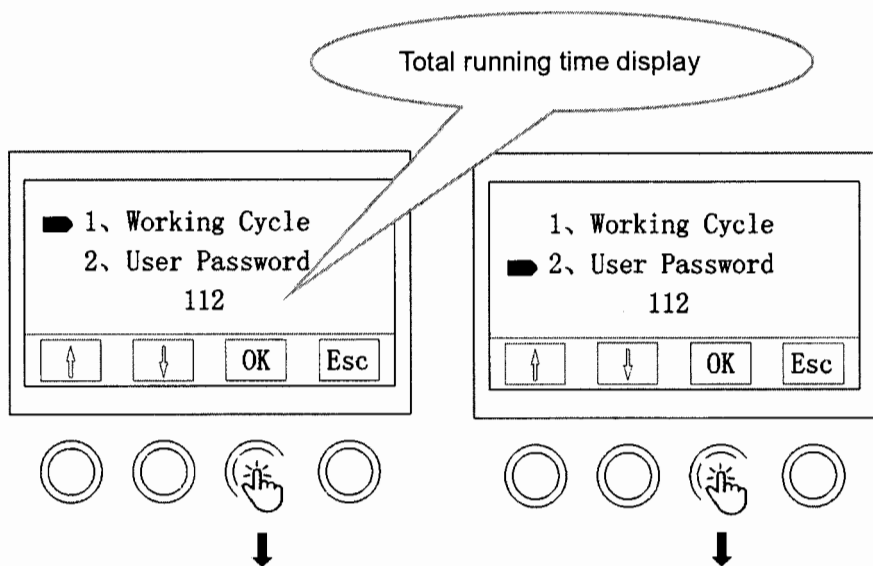 Total running time display
1、Working Cycle
2、User Password
112
OK
Esc
1、Working Cycle
2、User Password
112
OK
Esc